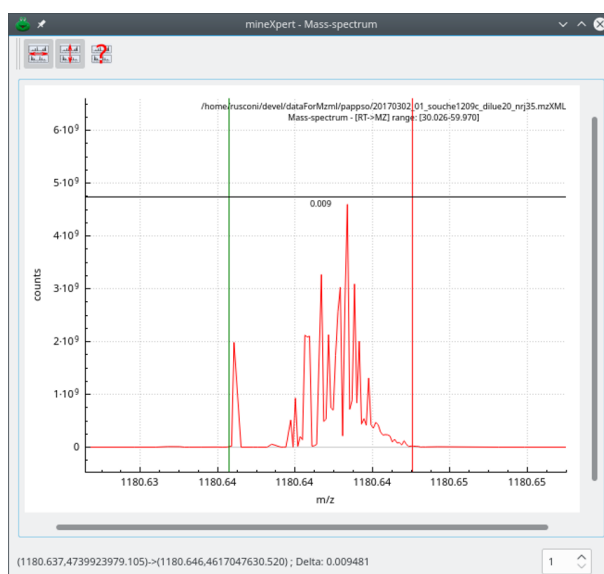 mineXpert - Mass-spectrum
/home/rusconi/devel/dataForMzml/pappso/20170302_01_souche1209c_dilue20_nrj35.mzXML
Mass-spectrum - [RT->MZ] range: [30.026-59.970]
6·10⁹
5·10⁹
0.009
4·10⁹
counts
3·10⁹
2·10⁹
1·10⁹
0
1180.63 1180.64 1180.64 1180.64 1180.65 1180.65
m/z
(1180.637,4739923979.105)->(1180.646,4617047630.520) ; Delta: 0.009481
1